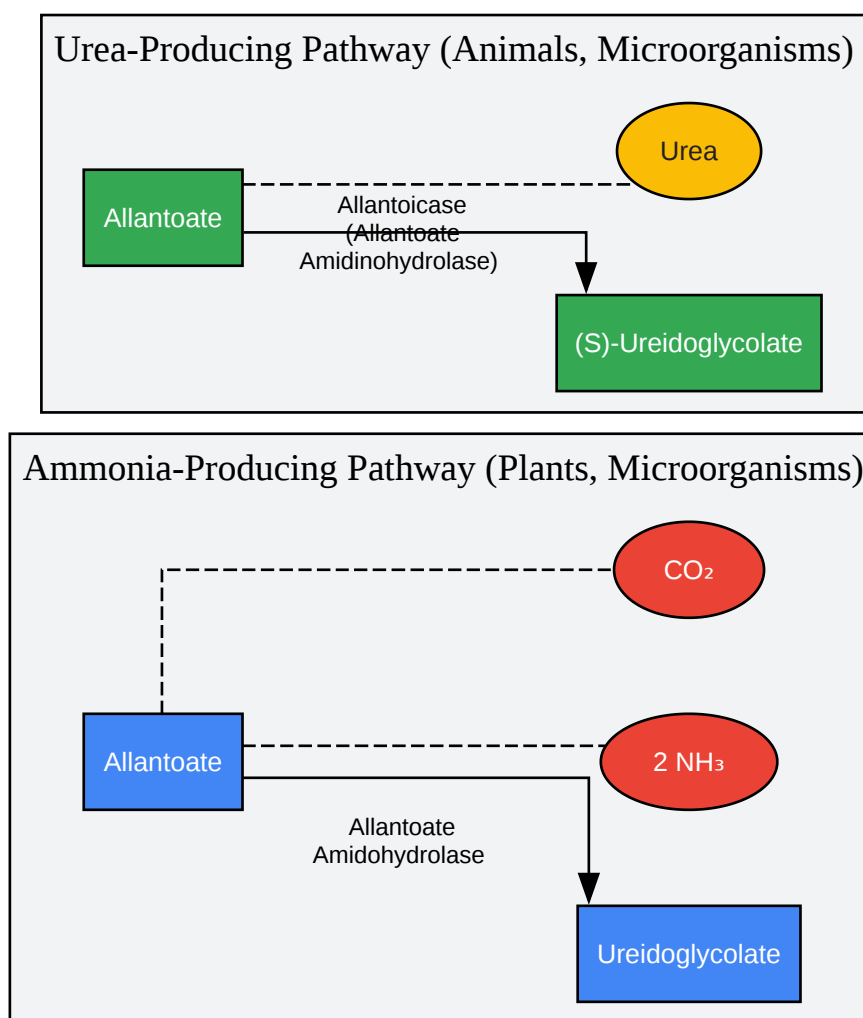 Urea-Producing Pathway (Animals, Microorganisms)
Urea
Allantoate
Allantoicase
(Allantoate
Amidinohydrolase)
(S)-Ureidoglycolate
Ammonia-Producing Pathway (Plants, Microorganisms)
CO₂
Allantoate
2 NH₃
Allantoate
Amidohydrolase
Ureidoglycolate